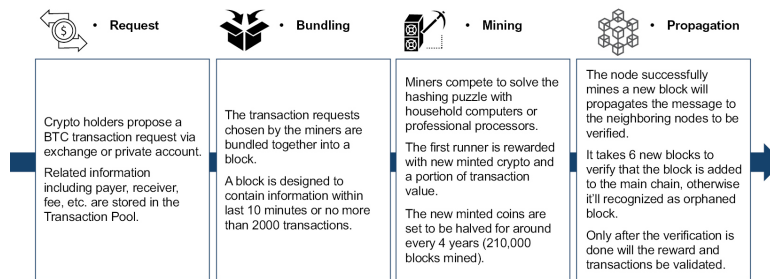 • Request
• Bundling
• Mining
• Propagation
Crypto holders propose a
BTC transaction request via
exchange or private account.
Related information
including payer, receiver,
fee, etc. are stored in the
Transaction Pool.
The transaction requests
chosen by the miners are
bundled together into a
block.
A block is designed to
contain information within
last 10 minutes or no more
than 2000 transactions.
Miners compete to solve the
hashing puzzle with
household computers or
professional processors.
The first runner is rewarded
with new minted crypto and
a portion of transaction
value.
The new minted coins are
set to be halved for around
every 4 years (210,000
blocks mined).
The node successfully
mines a new block will
propagates the message to
the neighboring nodes to be
verified.
It takes 6 new blocks to
verify that the block is added
to the main chain, otherwise
it'll recognized as orphaned
block.
Only after the verification is
done will the reward and
transactions be validated.